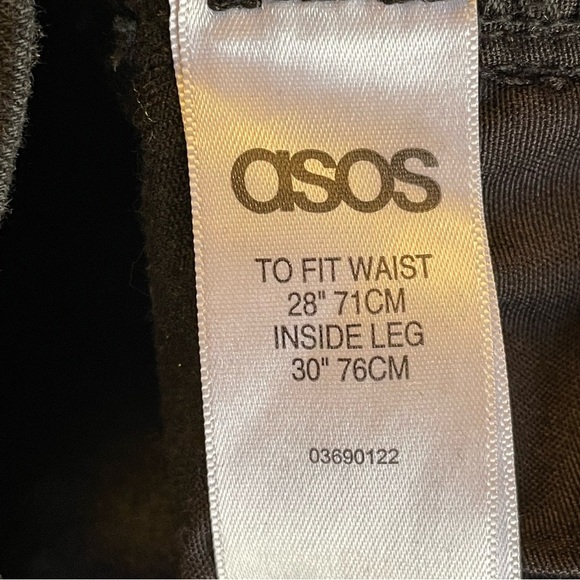 asos
TO FIT WAIST
28" 71CM
INSIDE LEG
30" 76CM
03690122